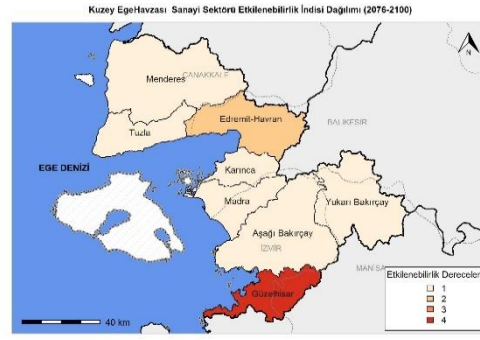 Kuzey EgeHavzası Sanayi Sektörü Etkilenebilirlik İndisi Dağılımı (2076-2100)
N
Menderes
ÇANAKKALE
Edremit-Havran
BALIKESİR
Tuzla
EGE DENİZİ
Karınca
Madra
Yukarı Bakırçay
Aşağı Bakırçay
İZMİR
MANİSA
Etkilenebilirlik Dereceleri
1
2
3
4
Güzelhisar
40 km